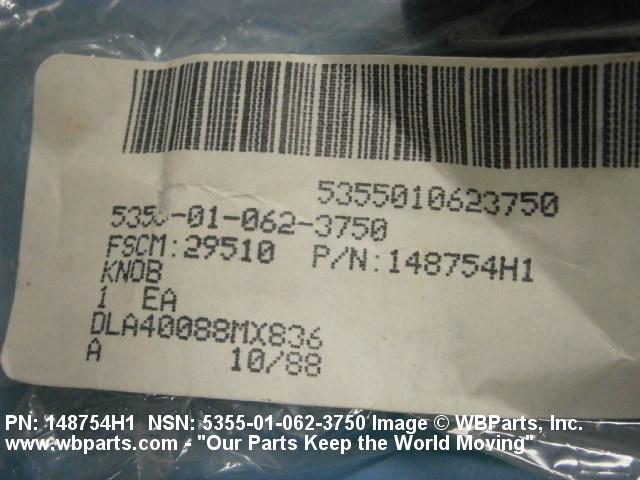 5355010623750
5355-01-062-3750
FSCM:29510 P/N:148754H1
KNOB
1 EA
DLA40088MX836
A 10/88
PN: 148754H1 NSN: 5355-01-062-3750 Image © WBParts, Inc.
www.wbparts.com - "Our Parts Keep the World Moving"